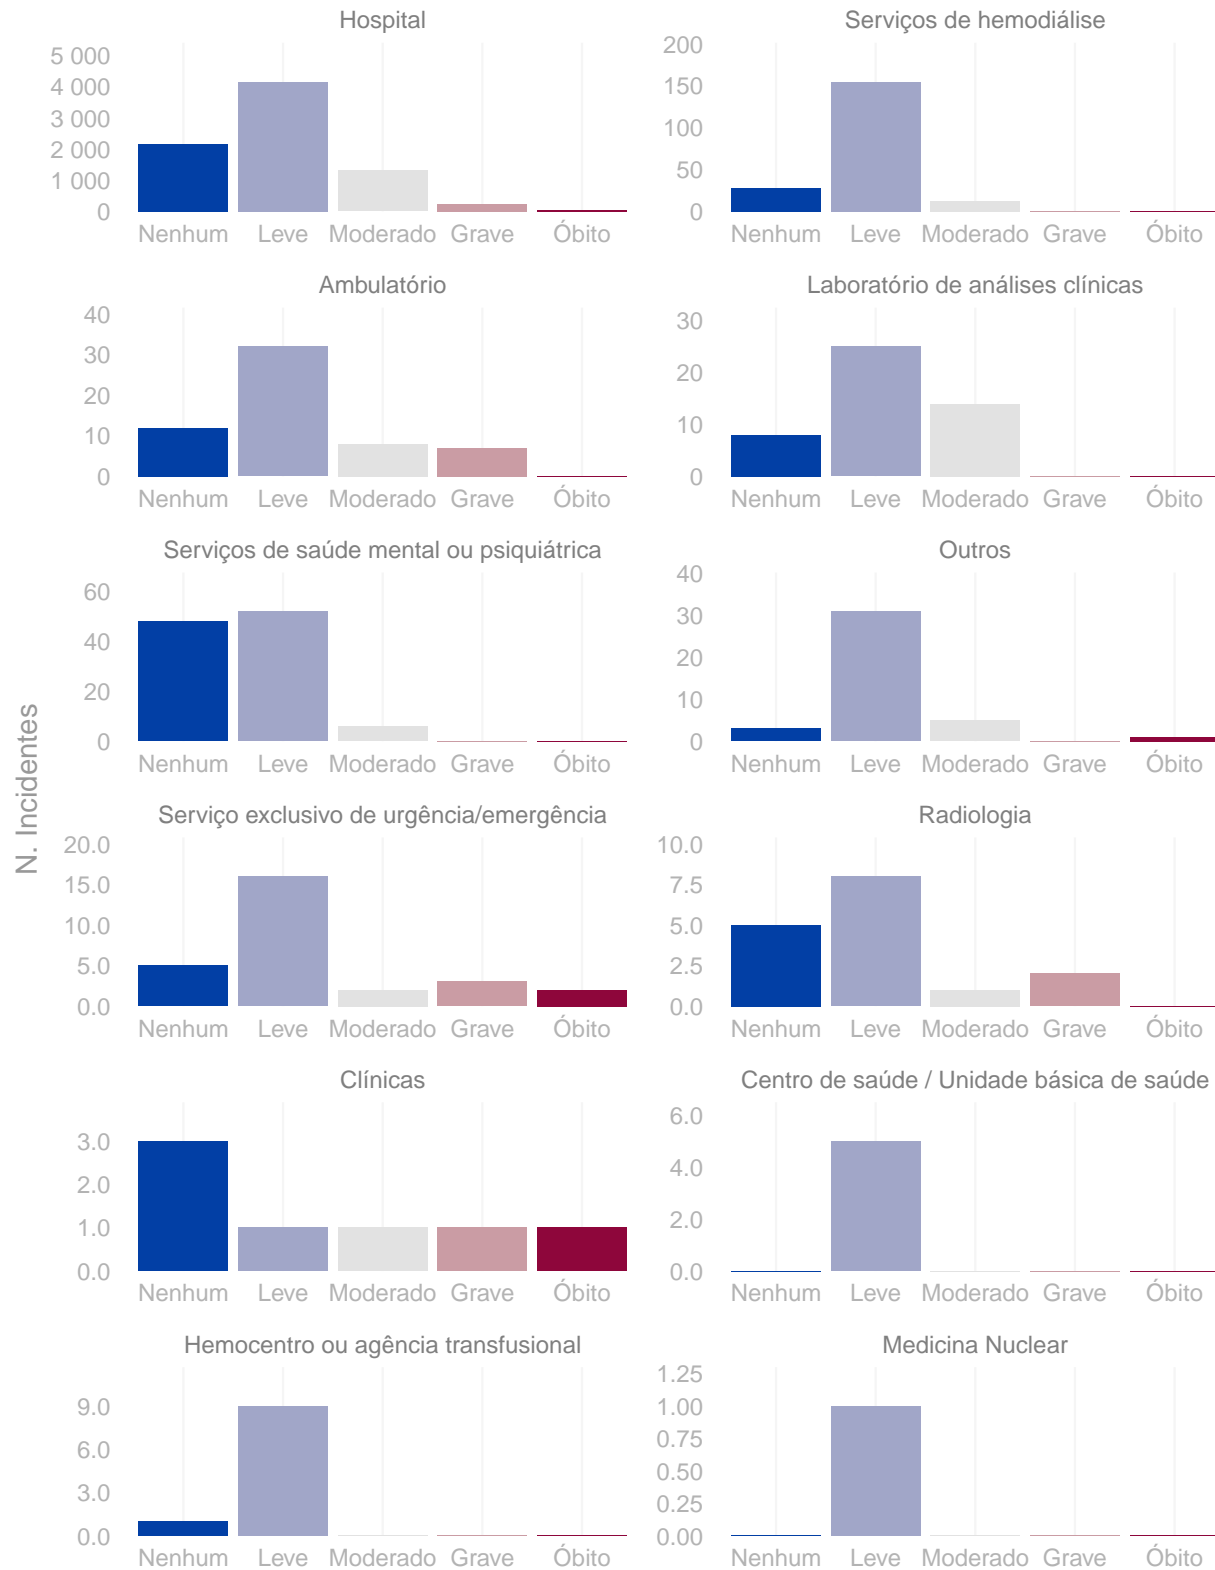 Hospital
5 000
4 000
3 000
2 000
1 000
0
Nenhum Leve Moderado Grave Óbito
Serviços de hemodiálise
200
150
100
50
0
Nenhum Leve Moderado Grave Óbito
Ambulatório
40
30
20
10
0
Nenhum Leve Moderado Grave Óbito
Laboratório de análises clínicas
30
20
10
0
Nenhum Leve Moderado Grave Óbito
Serviços de saúde mental ou psiquiátrica
60
40
20
0
Nenhum Leve Moderado Grave Óbito
Outros
40
30
20
10
0
Nenhum Leve Moderado Grave Óbito
N. Incidentes
Serviço exclusivo de urgência/emergência
20.0
15.0
10.0
5.0
0.0
Nenhum Leve Moderado Grave Óbito
Radiologia
10.0
7.5
5.0
2.5
0.0
Nenhum Leve Moderado Grave Óbito
Clínicas
3.0
2.0
1.0
0.0
Nenhum Leve Moderado Grave Óbito
Centro de saúde / Unidade básica de saúde
6.0
4.0
2.0
0.0
Nenhum Leve Moderado Grave Óbito
Hemocentro ou agência transfusional
9.0
6.0
3.0
0.0
Nenhum Leve Moderado Grave Óbito
Medicina Nuclear
1.25
1.00
0.75
0.50
0.25
0.00
Nenhum Leve Moderado Grave Óbito